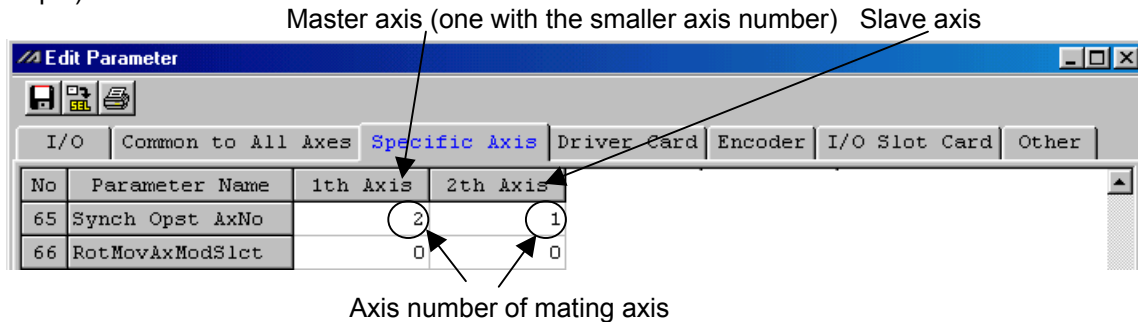 Master axis (one with the smaller axis number) Slave axis
Edit Parameter
SEL
I/O Common to All Axes Specific Axis Driver Card Encoder I/O Slot Card Other
No Parameter Name 1th Axis 2th Axis
65 Synch Opst AxNo 2 1
66 RotMovAxModSlct 0 0
Axis number of mating axis